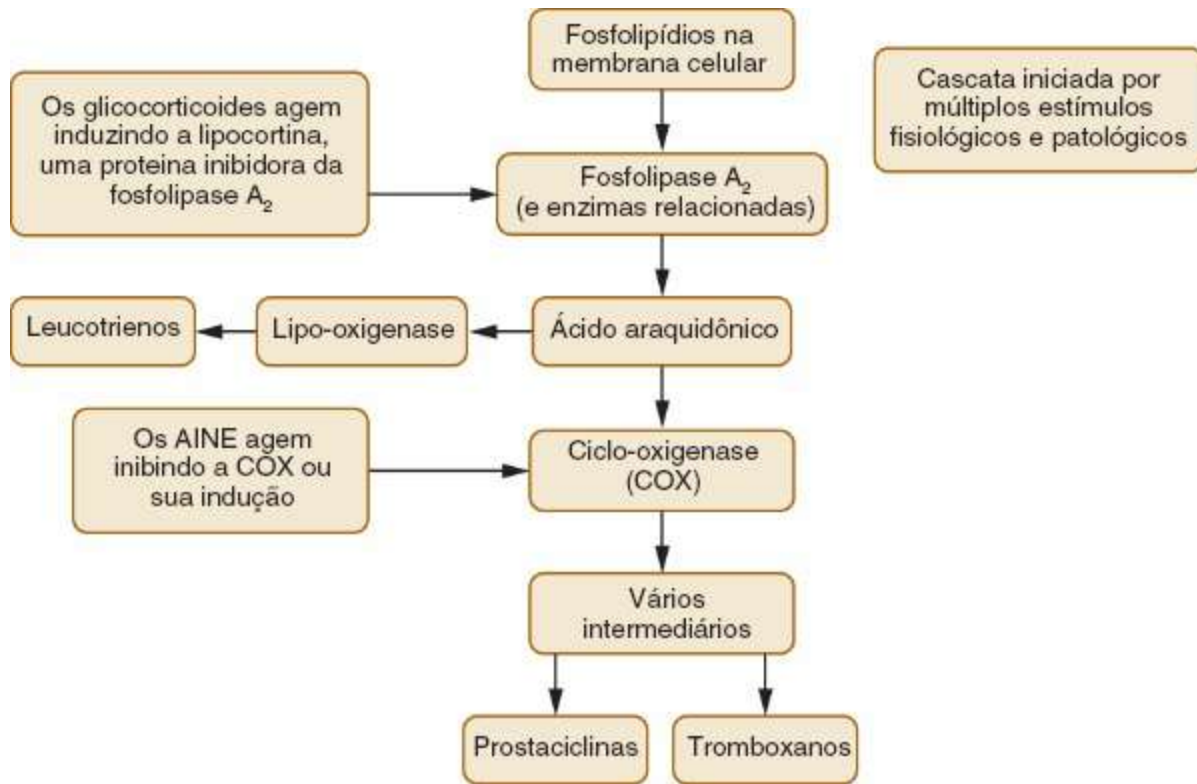 Fosfolipídios na
membrana celular
Cascata iniciada por
múltiplos estímulos
fisiológicos e patológicos
Os glicocorticoides agem
induzindo a lipocortina,
uma proteina inibidora da
fosfolipase A₂
Fosfolipase A₂
(e enzimas relacionadas)
Leucotrienos
Lipo-oxigenase
Ácido araquidônico
Os AINE agem
inibindo a COX ou
sua indução
Ciclo-oxigenase
(COX)
Vários
intermediários
Prostaciclinas
Tromboxanos